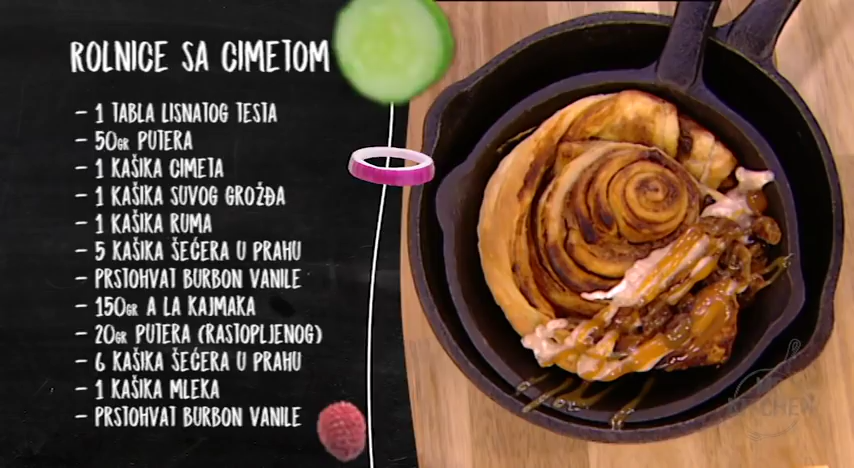 ROLNICE SA CIMETOM
– 1 TABLA LISNATOG TESTA
– 50GR PUTERA
– 1 KAŠIKA CIMETA
– 1 KAŠIKA SUVOG GROŽĐA
– 1 KAŠIKA RUMA
– 5 KAŠIKA ŠEĆERA U PRAHU
– PRSTOHVAT BURBON VANILE
– 150GR A LA KAJMAKA
– 20GR PUTERA (RASTOPLJENOG)
– 6 KAŠIKA ŠEĆERA U PRAHU
– 1 KAŠIKA MLEKA
– PRSTOHVAT BURBON VANILE
KITCHEN